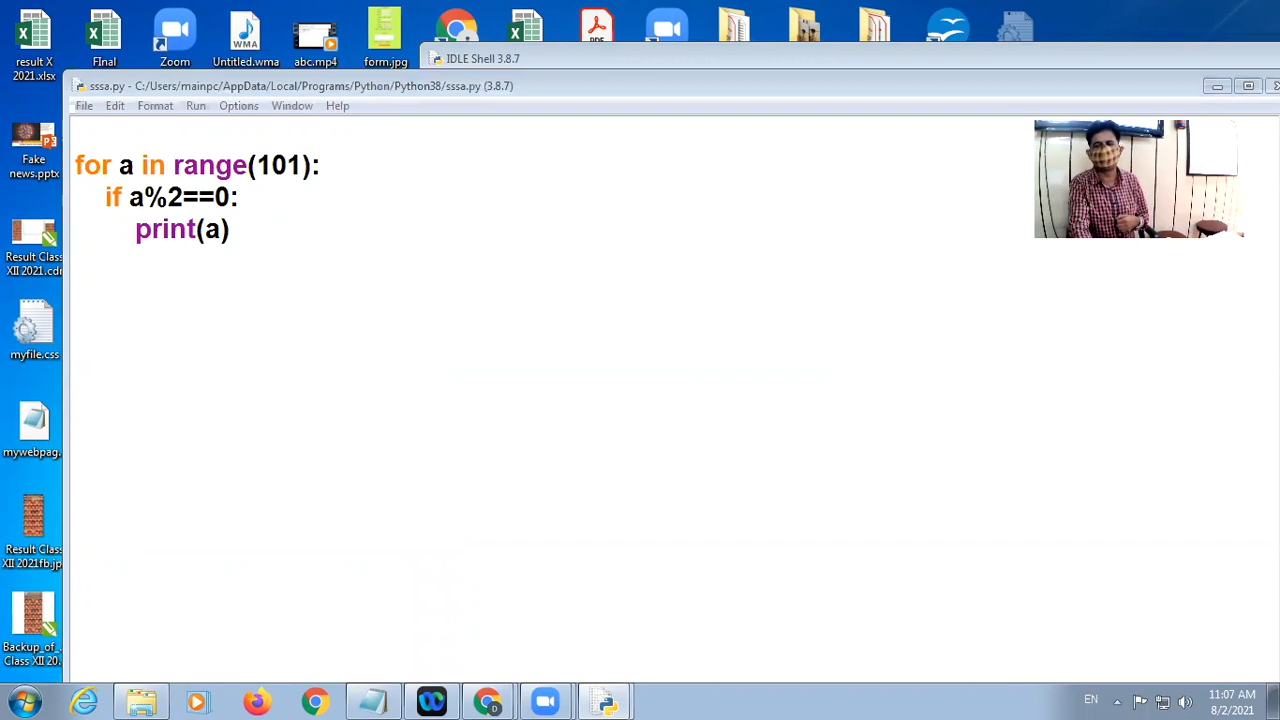 result X
2021.xlsx
FInal
Zoom
Untitled.wma
abc.mp4
form.jpg
WMA
PDF
IDLE Shell 3.8.7
sssa.py - C:/Users/mainpc/AppData/Local/Programs/Python/Python38/sssa.py (3.8.7)
File Edit Format Run Options Window Help
for a in range(101):
if a%2==0:
print(a)
Fake
news.pptx
Result Class
XII 2021.cdr
myfile.css
mywebpag.
Result Class
XII 2021fb.jp
Backup_of_
Class XII 20.
EN
11:07 AM
8/2/2021